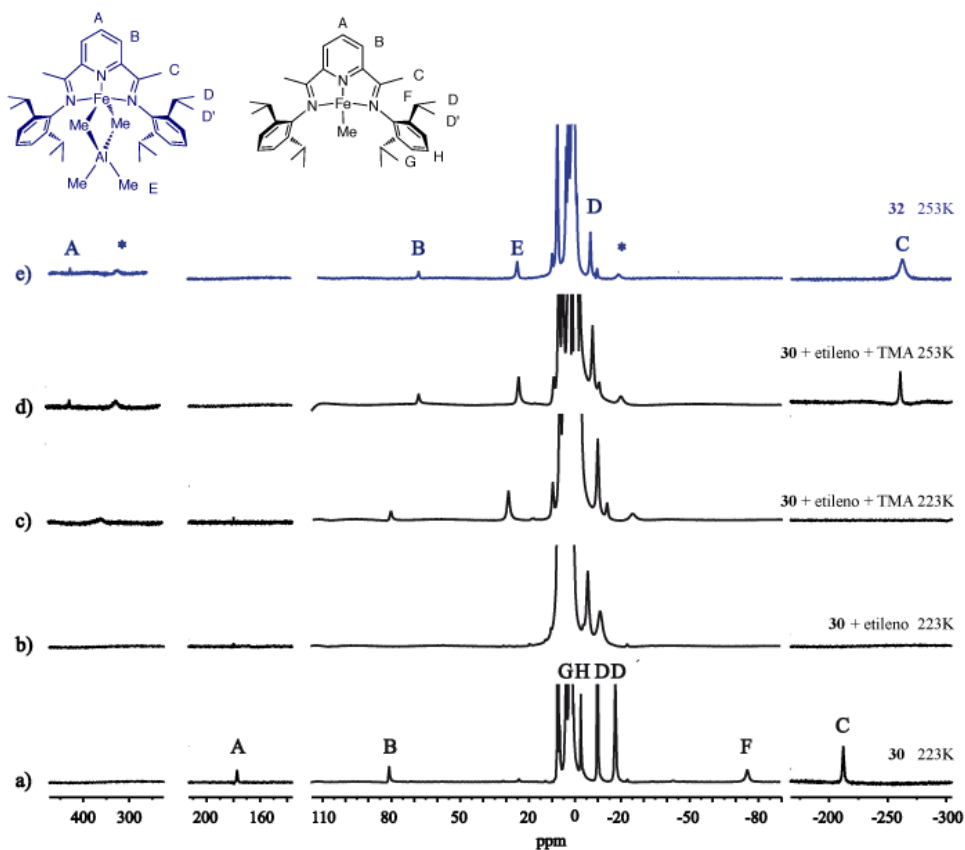 A
B
C
D
D'
E
N
Fe
N
N
Me
Me
Al
Me
Me
A
B
C
F
D
D'
G
H
N
N
Fe
N
Me
32 253K
A
*
B
E
D
*
C
e)
30 + etileno + TMA 253K
d)
30 + etileno + TMA 223K
c)
30 + etileno 223K
b)
G H D D
A
B
F
C
30 223K
a)
400 300 200 160 110 80 50 20 0 -20 -50 -80 -200 -250 -300
ppm